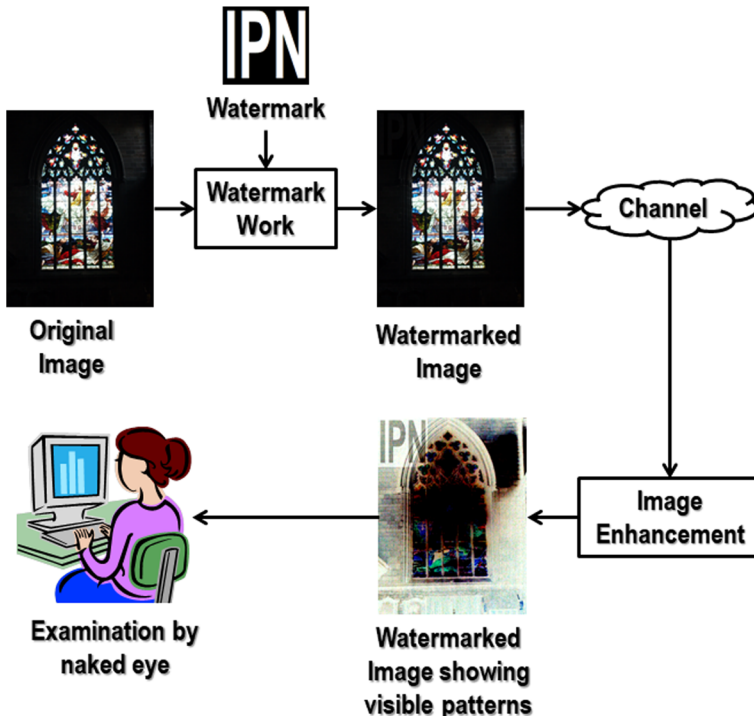 IPN
Watermark
IPN
Watermark
Work
Channel
Original
Image
Watermarked
Image
IPN
Image
Enhancement
Examination by
naked eye
Watermarked
Image showing
visible patterns